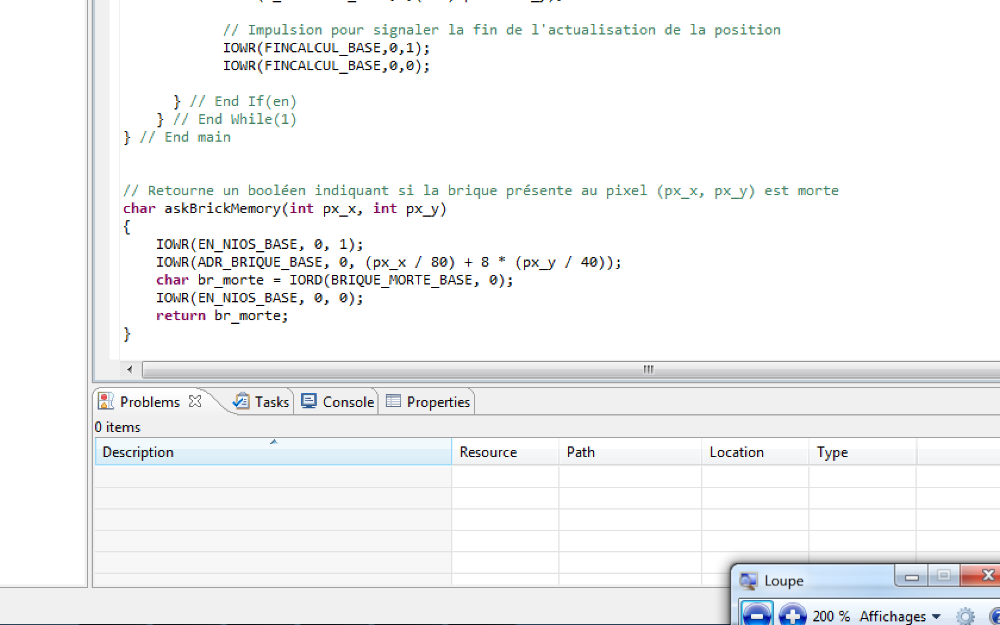 // Impulsion pour signaler la fin de l'actualisation de la position
IOWR(FINCALCUL_BASE,0,1);
IOWR(FINCALCUL_BASE,0,0);
} // End If(en)
} // End While(1)
} // End main
// Retourne un booléen indiquant si la brique présente au pixel (px_x, px_y) est morte
char askBrickMemory(int px_x, int px_y)
{
IOWR(EN_NIOS_BASE, 0, 1);
IOWR(ADR_BRIQUE_BASE, 0, (px_x / 80) + 8 * (px_y / 40));
char br_morte = IORD(BRIQUE_MORTE_BASE, 0);
IOWR(EN_NIOS_BASE, 0, 0);
return br_morte;
}
Problems Tasks Console Properties
0 items
Description Resource Path Location Type
Loupe
200 % Affichages